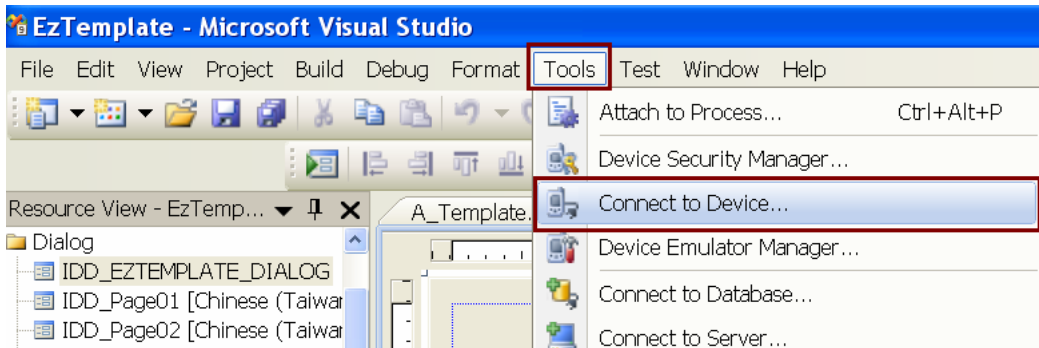 EzTemplate - Microsoft Visual Studio
File Edit View Project Build Debug Format Tools Test Window Help
Attach to Process... Ctrl+Alt+P
Device Security Manager...
Resource View - EzTemp... A_Template.
Connect to Device...
Dialog
Device Emulator Manager...
IDD_EZTEMPLATE_DIALOG
IDD_Page01 [Chinese (Taiwan
Connect to Database...
IDD_Page02 [Chinese (Taiwan
Connect to Server...